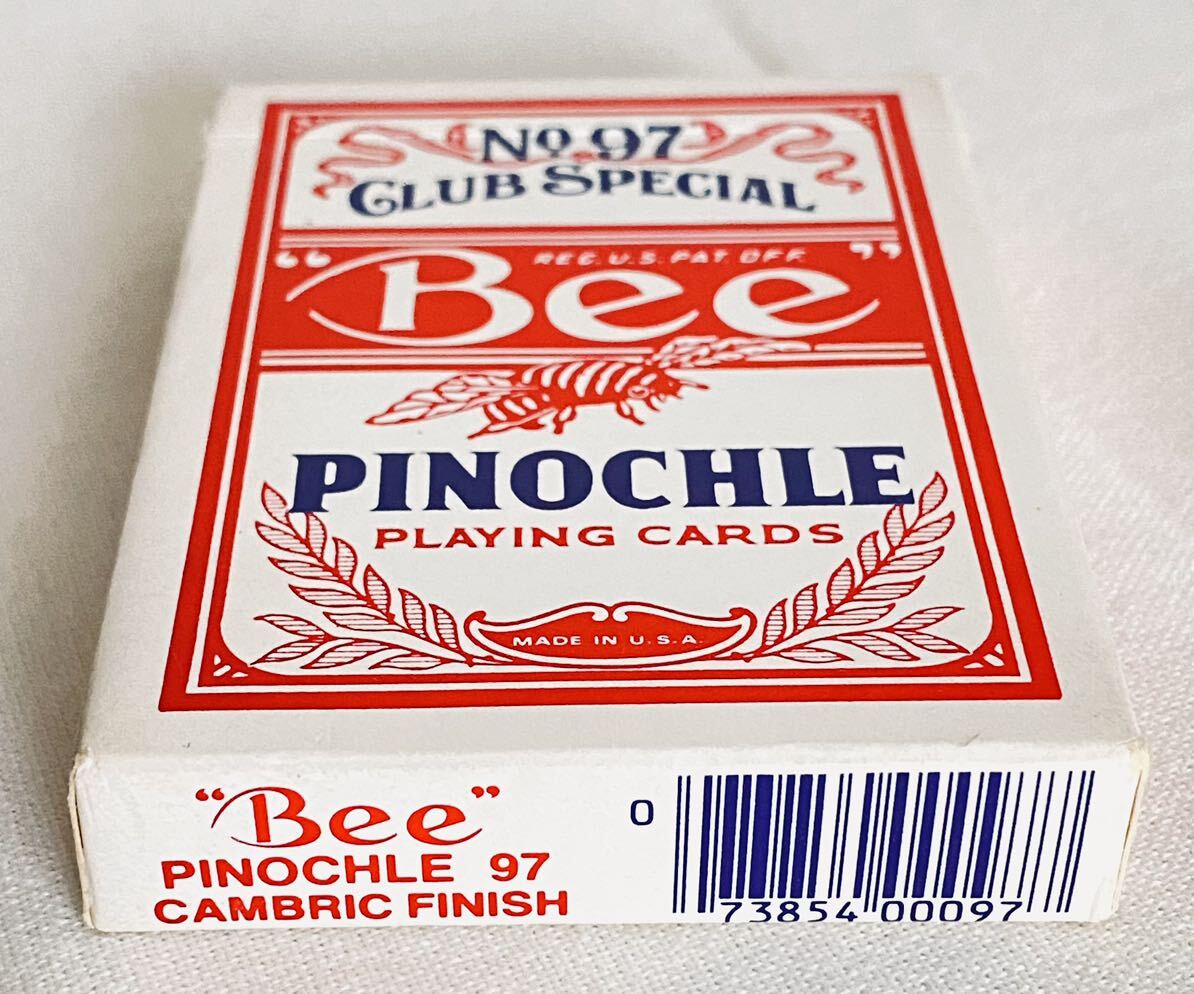 No 97
CLUB SPECIAL
REG. U.S. PAT. OFF.
“Bee”
PINOCHLE
PLAYING CARDS
MADE IN U.S.A.
“Bee”
PINOCHLE 97
CAMBRIC FINISH
0 73854 00097